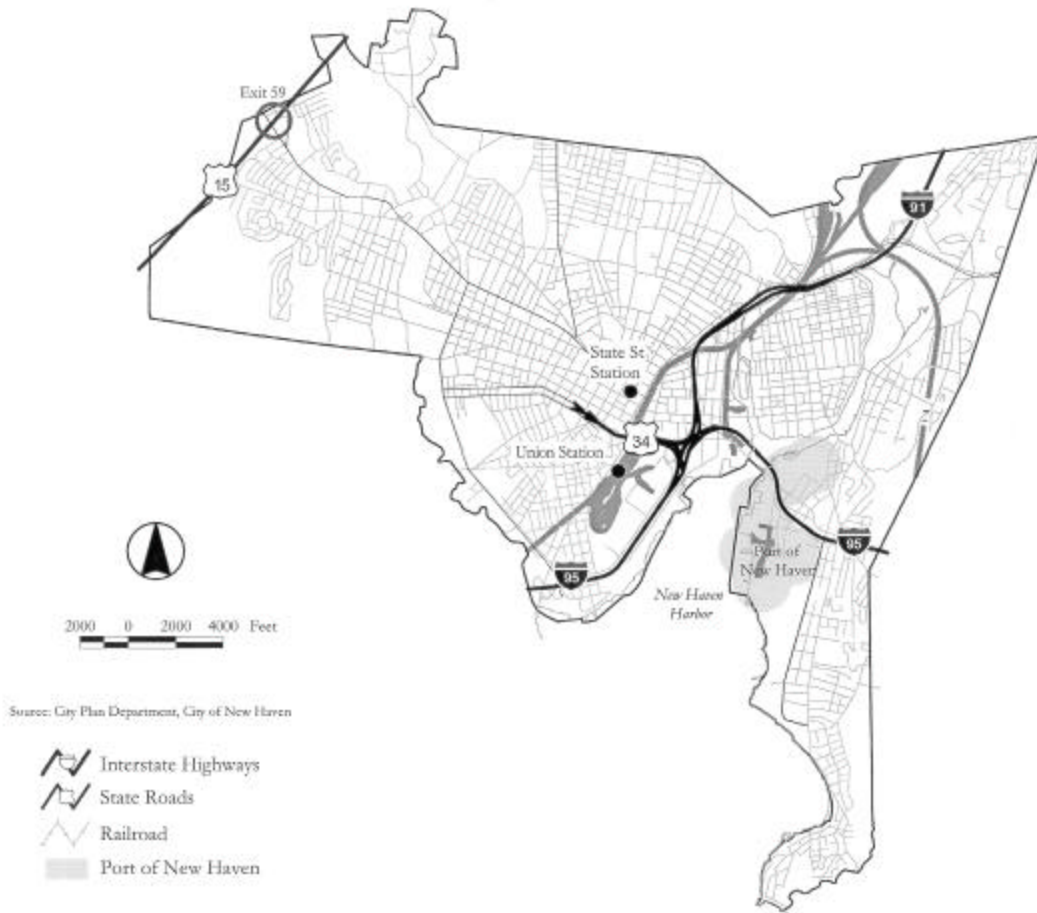 Exit 59
15
91
State St
Station
34
Union Station
95
95
Port of
New Haven
New Haven
Harbor
2000 0 2000 4000 Feet
Source: City Plan Department, City of New Haven
Interstate Highways
State Roads
Railroad
Port of New Haven